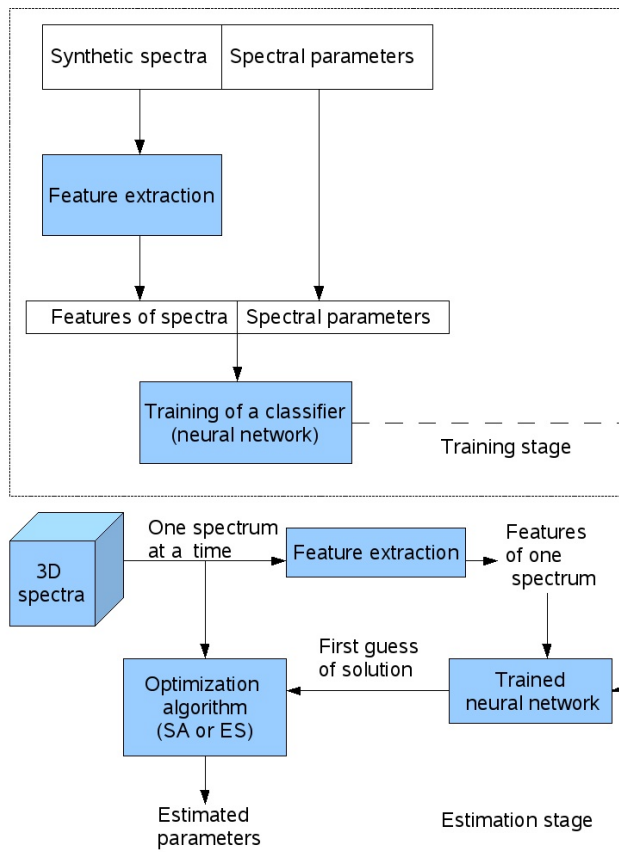 Synthetic spectra
Spectral parameters
Feature extraction
Features of spectra
Spectral parameters
Training of a classifier
(neural network)
Training stage
3D
spectra
One spectrum
at a time
Feature extraction
Features
of one
spectrum
First guess
of solution
Optimization
algorithm
(SA or ES)
Trained
neural network
Estimated
parameters
Estimation stage